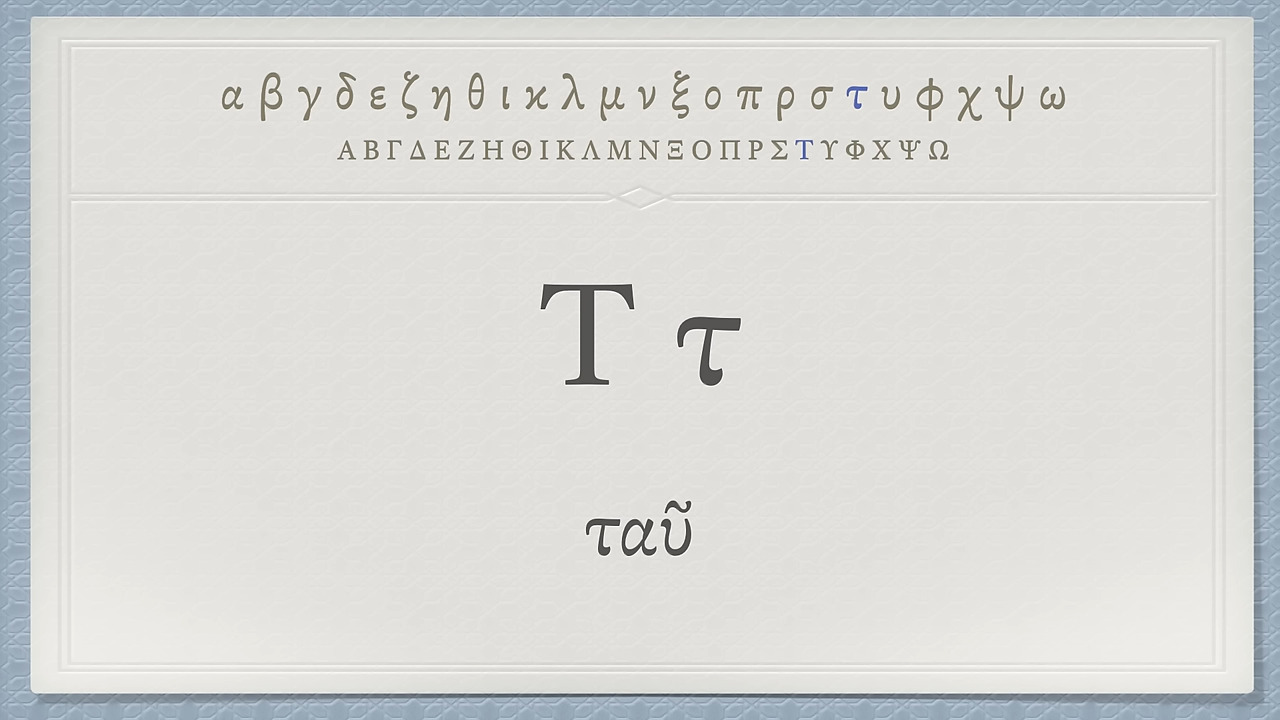 α β γ δ ε ζ η θ ι κ λ μ ν ξ ο π ρ σ τ υ φ χ ψ ω
Α Β Γ Δ Ε Ζ Η Θ Ι Κ Λ Μ Ν Ξ Ο Π Ρ Σ Τ Υ Φ Χ Ψ Ω
Τ τ
ταῦ